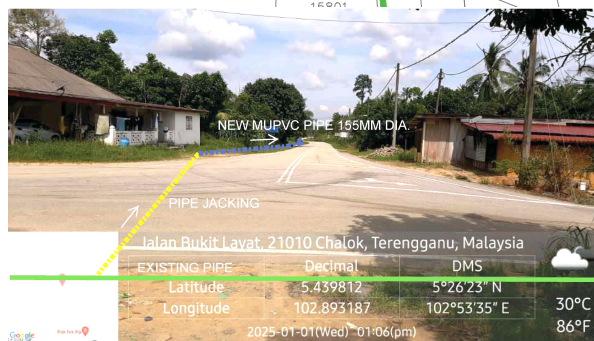 15801
NEW MUPVC PIPE 155MM DIA.
PIPE JACKING
Jalan Bukit Layat, 21010 Chalok, Terengganu, Malaysia
EXISTING PIPE Decimal DMS
Latitude 5.439812 5°26'23" N
Longitude 102.893187 102°53'35" E
30°C
86°F
2025-01-01(Wed) 01:06(pm)
Google